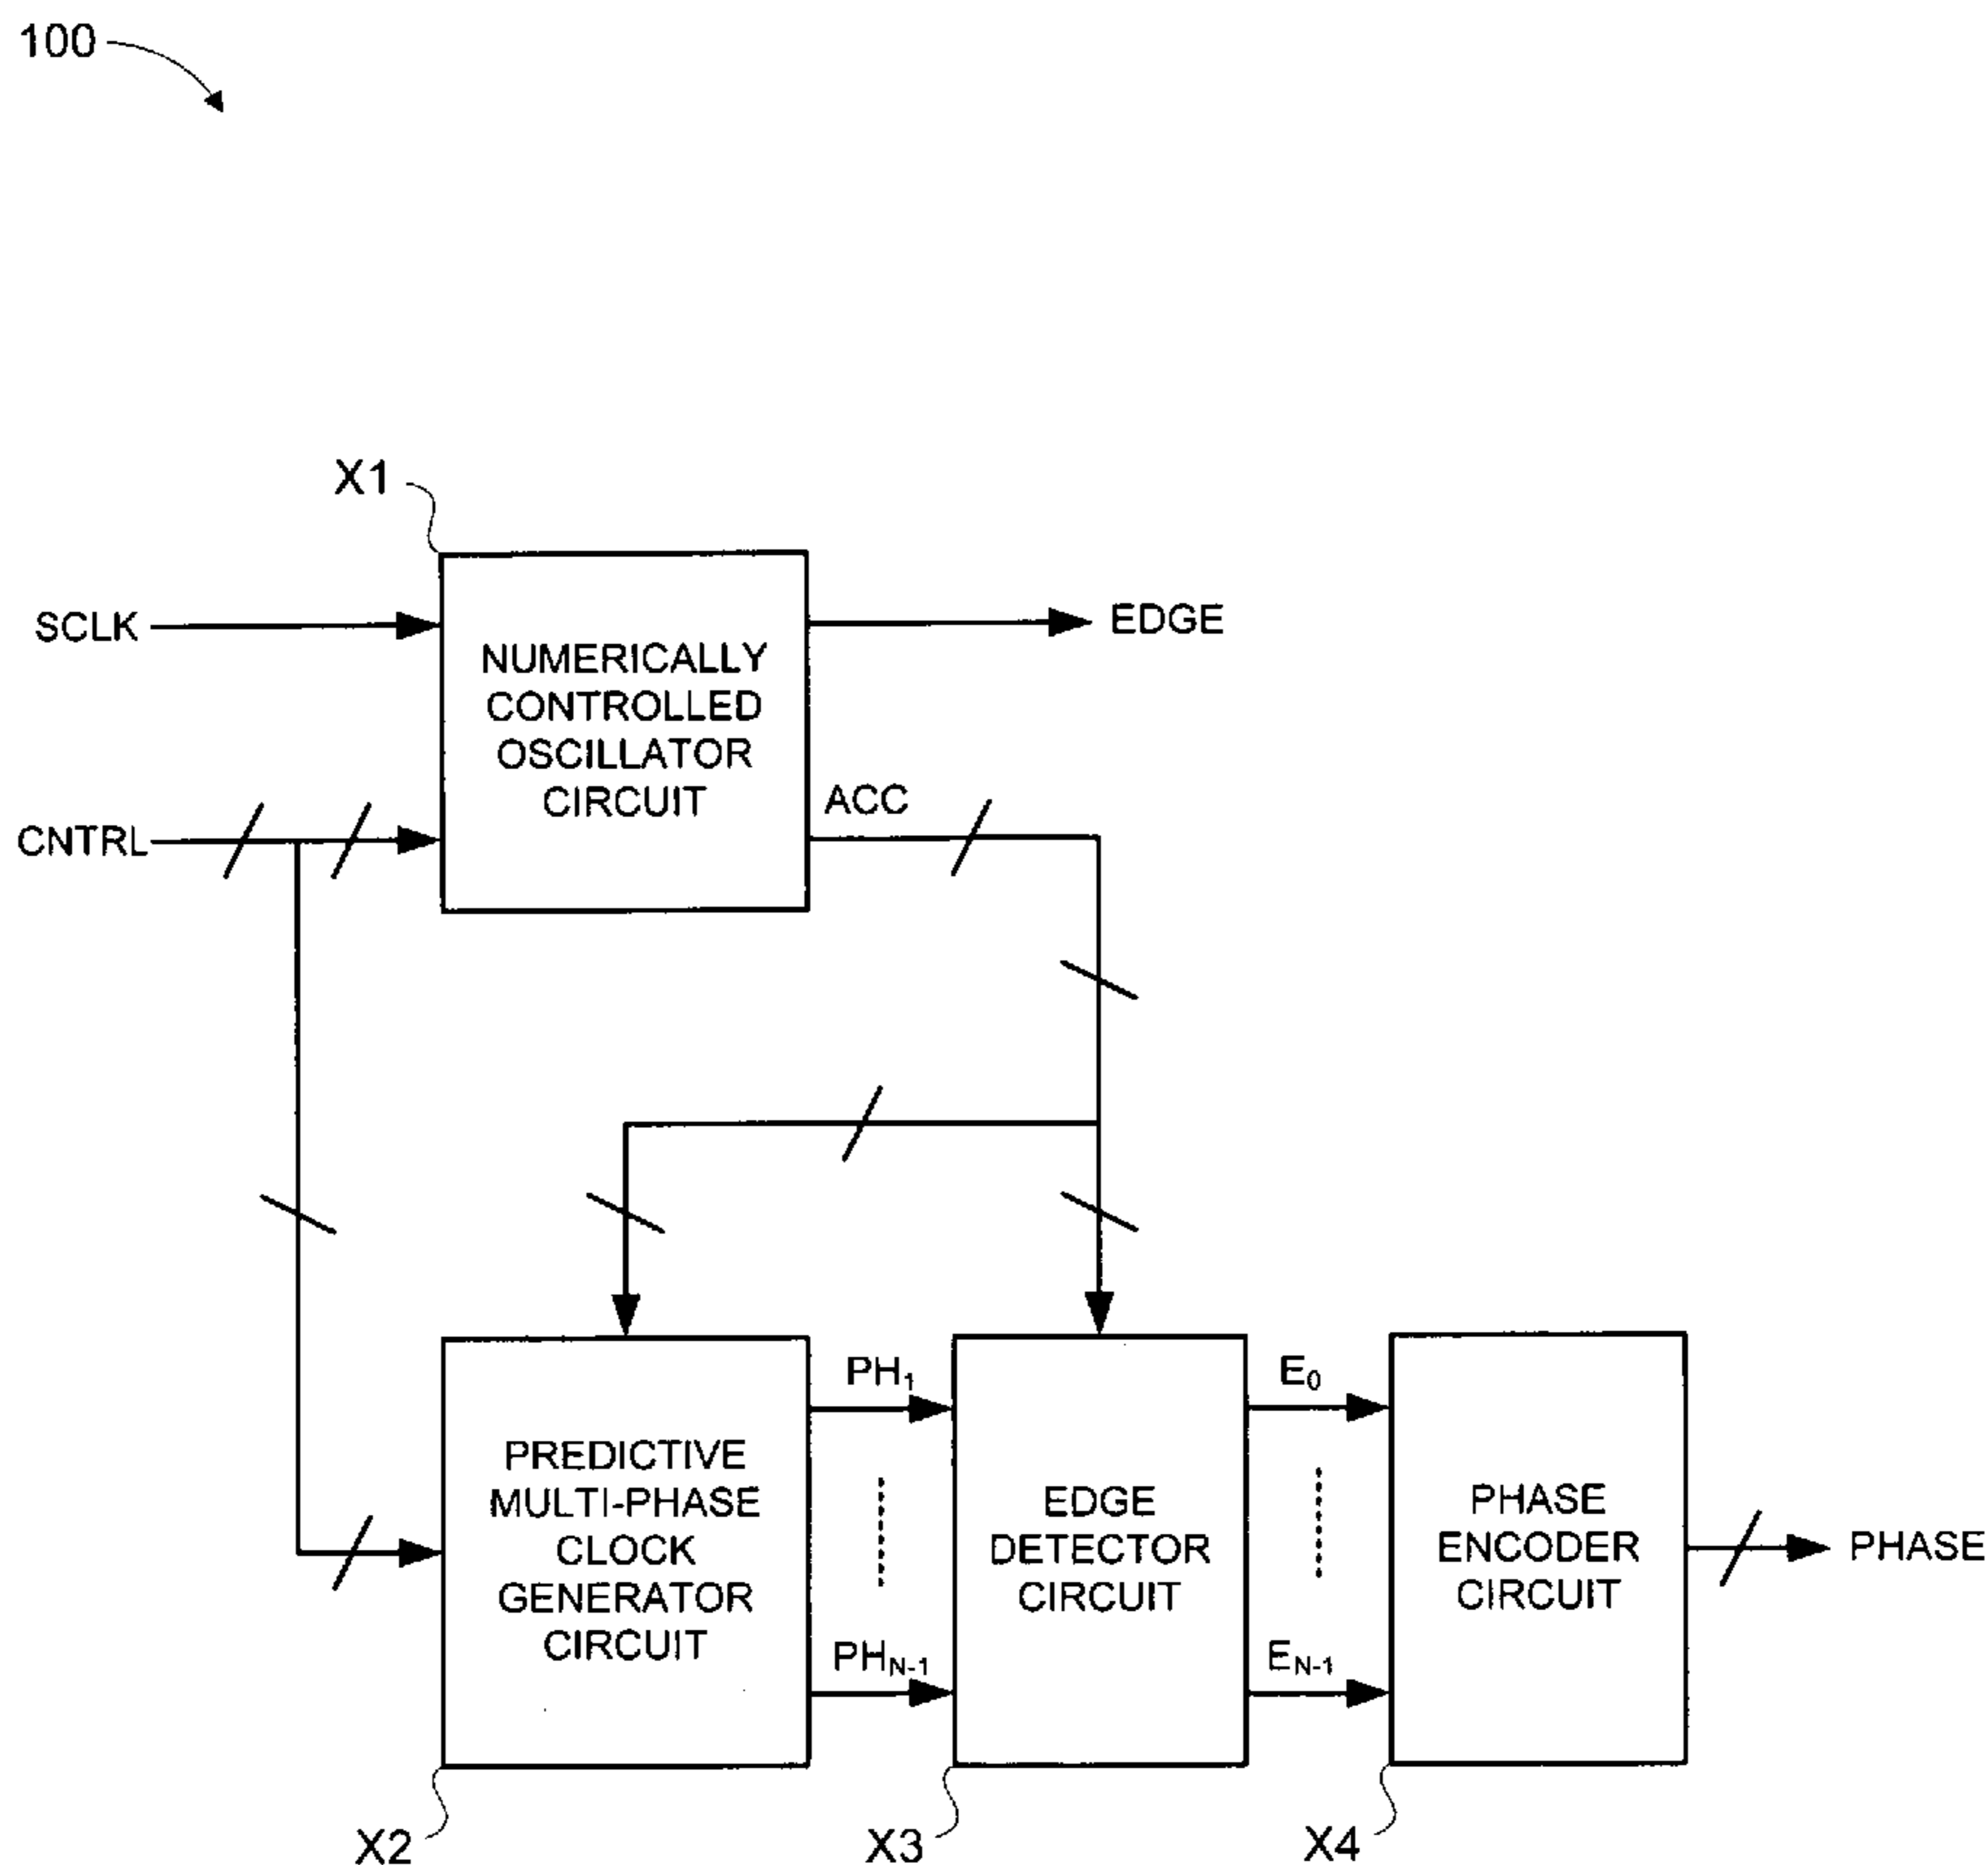 100
X1
SCLK
EDGE
NUMERICALLY
CONTROLLED
OSCILLATOR
CIRCUIT
ACC
CNTRL
PH1
E0
PREDICTIVE
MULTI-PHASE
CLOCK
GENERATOR
CIRCUIT
EDGE
DETECTOR
CIRCUIT
PHASE
ENCODER
CIRCUIT
PHASE
PHN-1
EN-1
X2
X3
X4